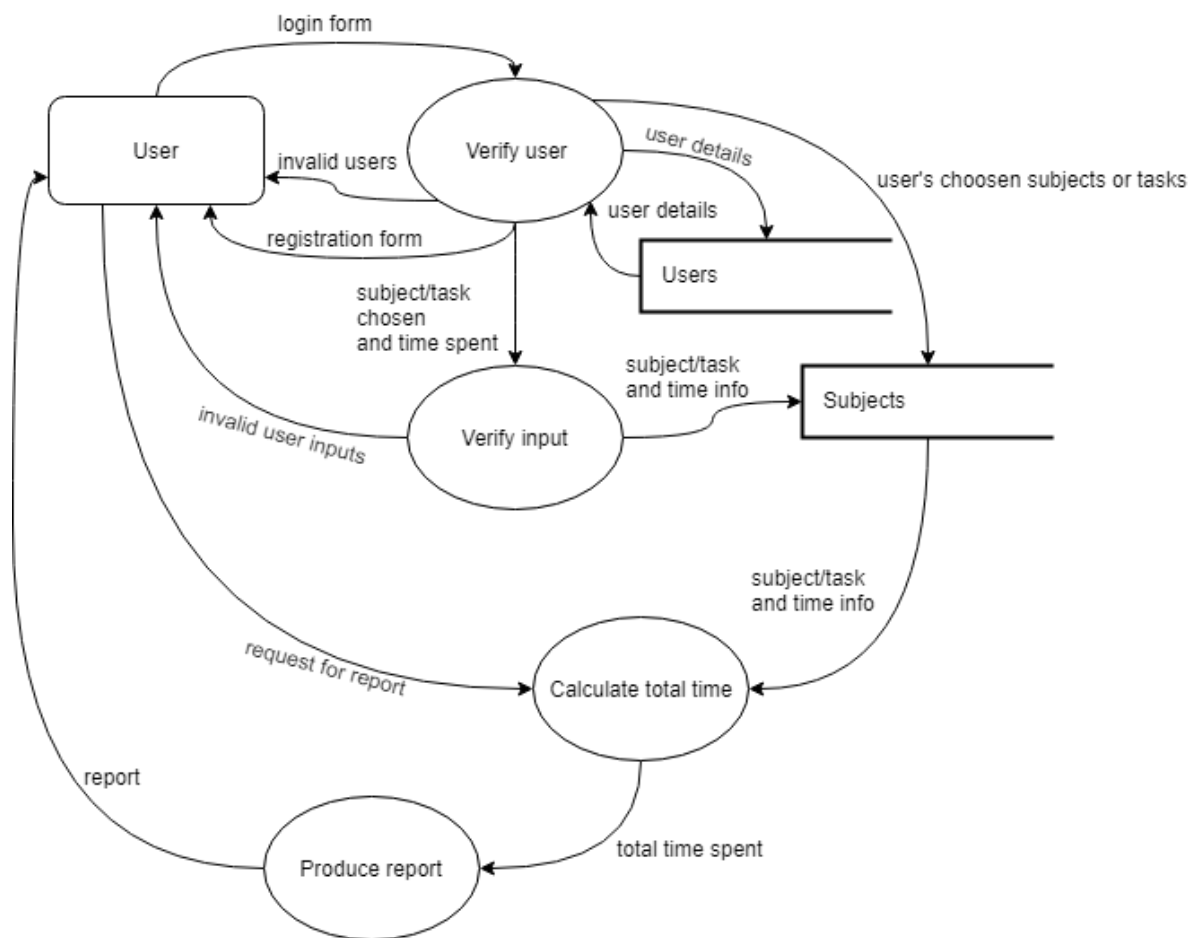 login form
User
Verify user
invalid users
user details
user's choosen subjects or tasks
user details
registration form
Users
subject/task
chosen
and time spent
subject/task
and time info
Subjects
invalid user inputs
Verify input
subject/task
and time info
request for report
Calculate total time
report
total time spent
Produce report